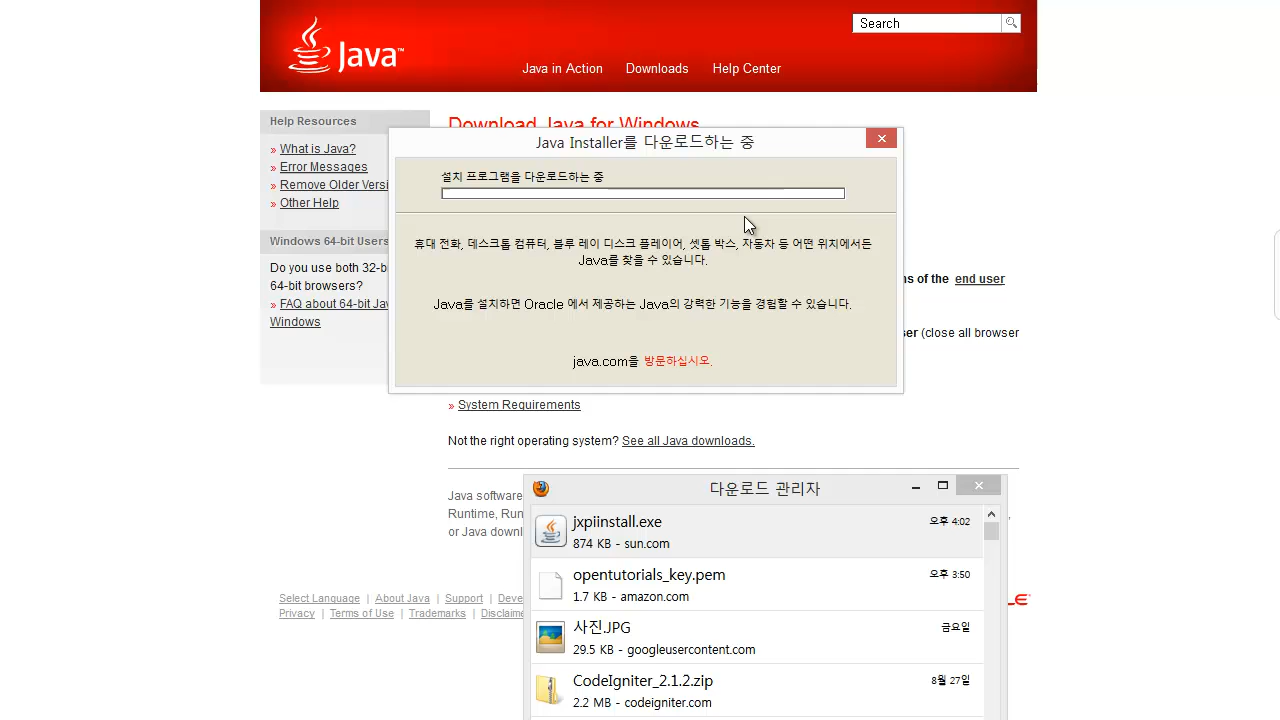 Java™
Search
Java in Action
Downloads
Help Center
Help Resources
» What is Java?
» Error Messages
» Remove Older Versi
» Other Help
Windows 64-bit Users
Do you use both 32-b
64-bit browsers?
» FAQ about 64-bit Jav
Windows
Download Java for Windows
Java Installer를 다운로드하는 중
설치 프로그램을 다운로드하는 중
휴대 전화, 데스크톱 컴퓨터, 블루 레이 디스크 플레이어, 셋톱 박스, 자동차 등 어떤 위치에서든
Java를 찾을 수 있습니다.
Java를 설치하면 Oracle 에서 제공하는 Java의 강력한 기능을 경험할 수 있습니다.
java.com을 방문하십시오.
ns of the end user
ser (close all browser
» System Requirements
Not the right operating system? See all Java downloads.
Java software
Runtime, Run
or Java downl
Select Language | About Java | Support | Deve
Privacy | Terms of Use | Trademarks | Disclaime
다운로드 관리자
jxpiinstall.exe
오후 4:02
874 KB - sun.com
opentutorials_key.pem
오후 3:50
1.7 KB - amazon.com
사진.JPG
금요일
29.5 KB - googleusercontent.com
CodeIgniter_2.1.2.zip
8월 27일
2.2 MB - codeigniter.com